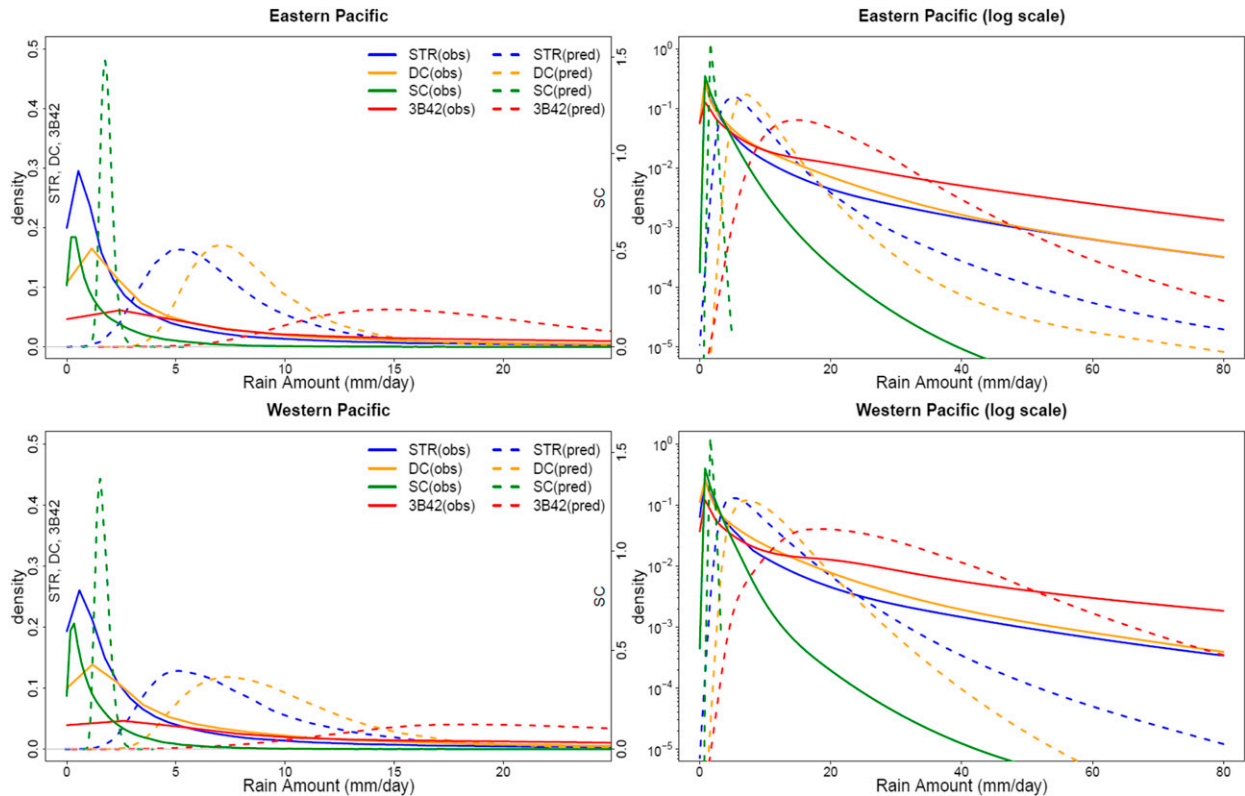 Eastern Pacific
0.5
0.4
0.3
0.2
0.1
0.0
density
STR, DC, 3B42
STR(obs) STR(pred)
DC(obs) DC(pred)
SC(obs) SC(pred)
3B42(obs) 3B42(pred)
1.5
1.0
0.5
0.0
SC
0 5 10 15 20
Rain Amount (mm/day)
Eastern Pacific (log scale)
10^0
10^-1
10^-2
10^-3
10^-4
10^-5
density
0 20 40 60 80
Rain Amount (mm/day)
Western Pacific
0.5
0.4
0.3
0.2
0.1
0.0
density
STR, DC, 3B42
STR(obs) STR(pred)
DC(obs) DC(pred)
SC(obs) SC(pred)
3B42(obs) 3B42(pred)
1.5
1.0
0.5
0.0
SC
0 5 10 15 20
Rain Amount (mm/day)
Western Pacific (log scale)
10^0
10^-1
10^-2
10^-3
10^-4
10^-5
density
0 20 40 60 80
Rain Amount (mm/day)